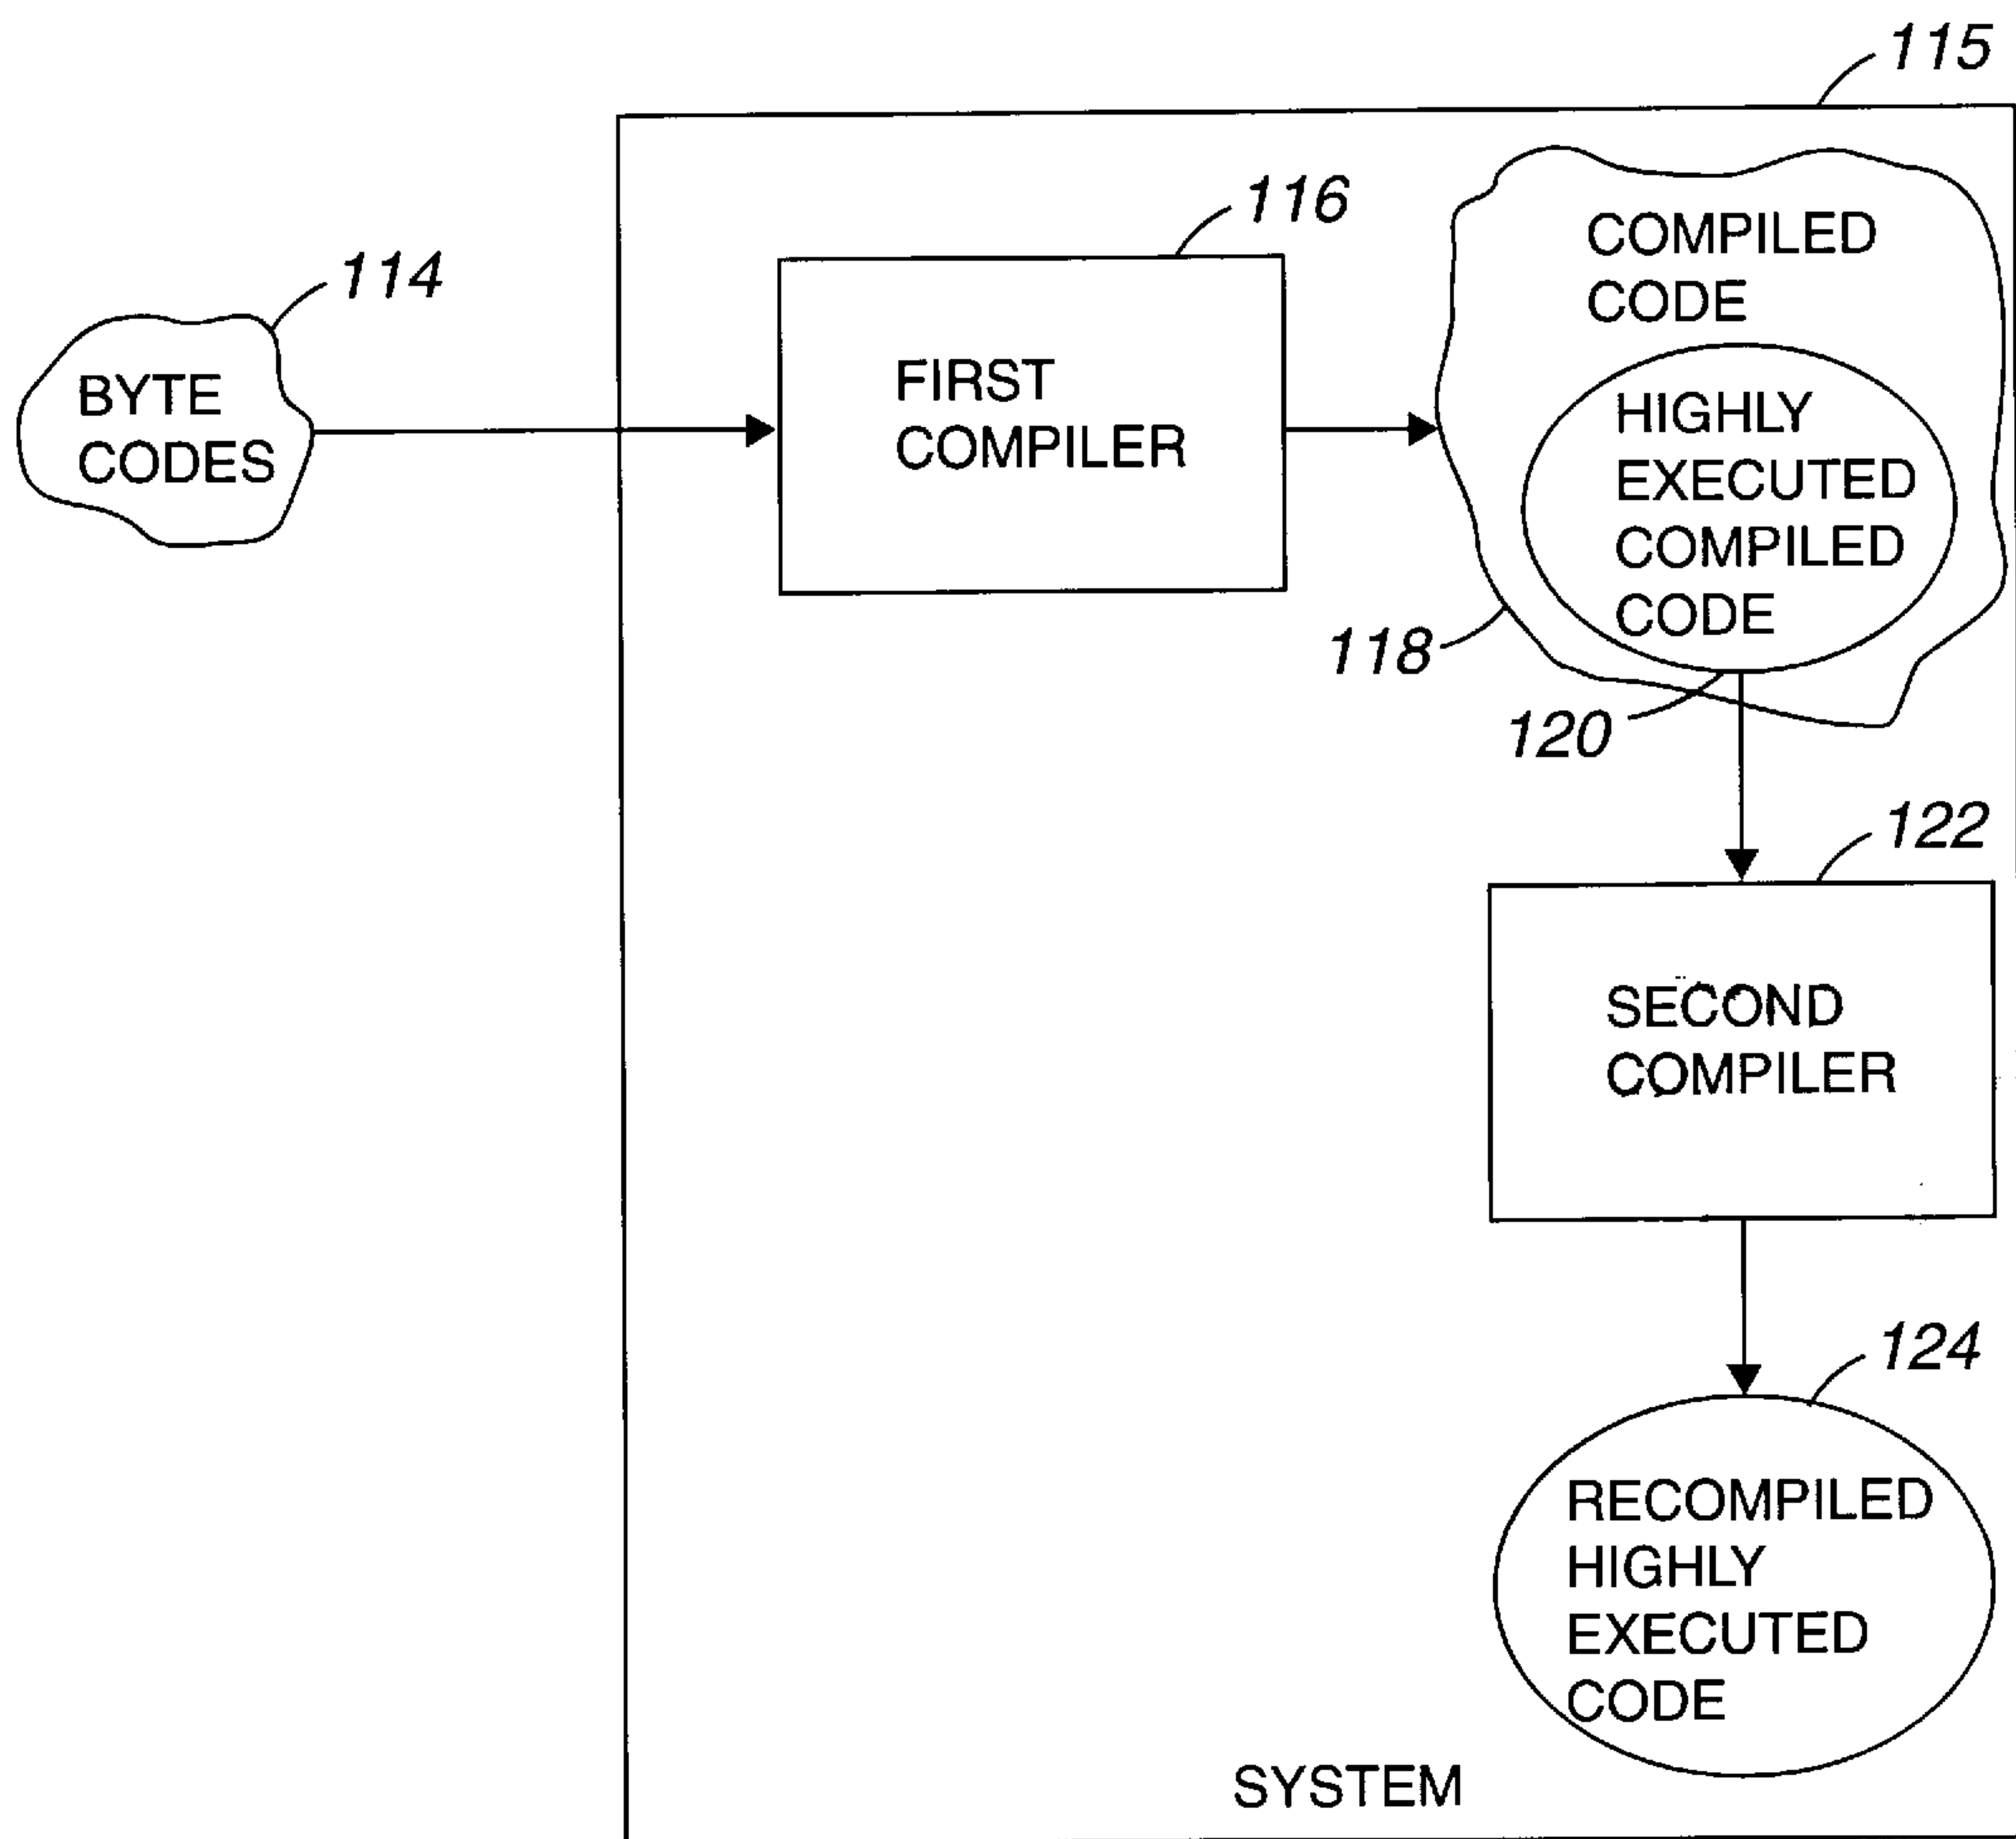 115
116
114
BYTE
CODES
FIRST
COMPILER
COMPILED
CODE
HIGHLY
EXECUTED
COMPILED
CODE
118
120
122
SECOND
COMPILER
124
RECOMPILED
HIGHLY
EXECUTED
CODE
SYSTEM